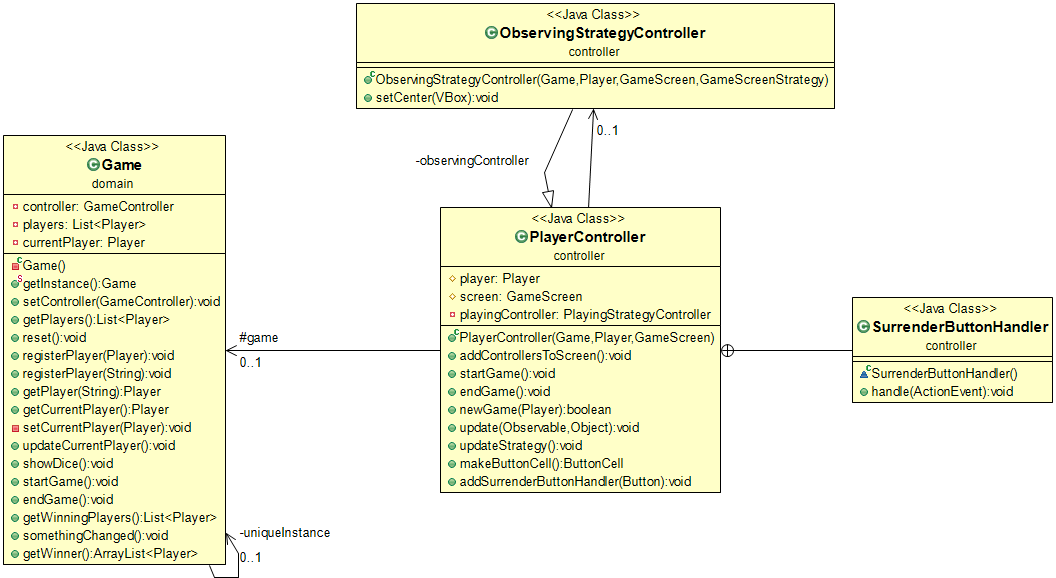 <<Java Class>>
ObservingStrategyController
controller
ObservingStrategyController(Game,Player,GameScreen,GameScreenStrategy)
setCenter(VBox):void
0..1
-observingController
<<Java Class>>
Game
domain
controller: GameController
players: List<Player>
currentPlayer: Player
Game()
getInstance():Game
setController(GameController):void
getPlayers():List<Player>
reset():void
registerPlayer(Player):void
registerPlayer(String):void
getPlayer(String):Player
getCurrentPlayer():Player
setCurrentPlayer(Player):void
updateCurrentPlayer():void
showDice():void
startGame():void
endGame():void
getWinningPlayers():List<Player>
somethingChanged():void
getWinner():ArrayList<Player>
-uniqueInstance
0..1
#game
0..1
<<Java Class>>
PlayerController
controller
player: Player
screen: GameScreen
playingController: PlayingStrategyController
PlayerController(Game,Player,GameScreen)
addControllersToScreen():void
startGame():void
endGame():void
newGame(Player):boolean
update(Observable,Object):void
updateStrategy():void
makeButtonCell():ButtonCell
addSurrenderButtonHandler(Button):void
<<Java Class>>
SurrenderButtonHandler
controller
SurrenderButtonHandler()
handle(ActionEvent):void